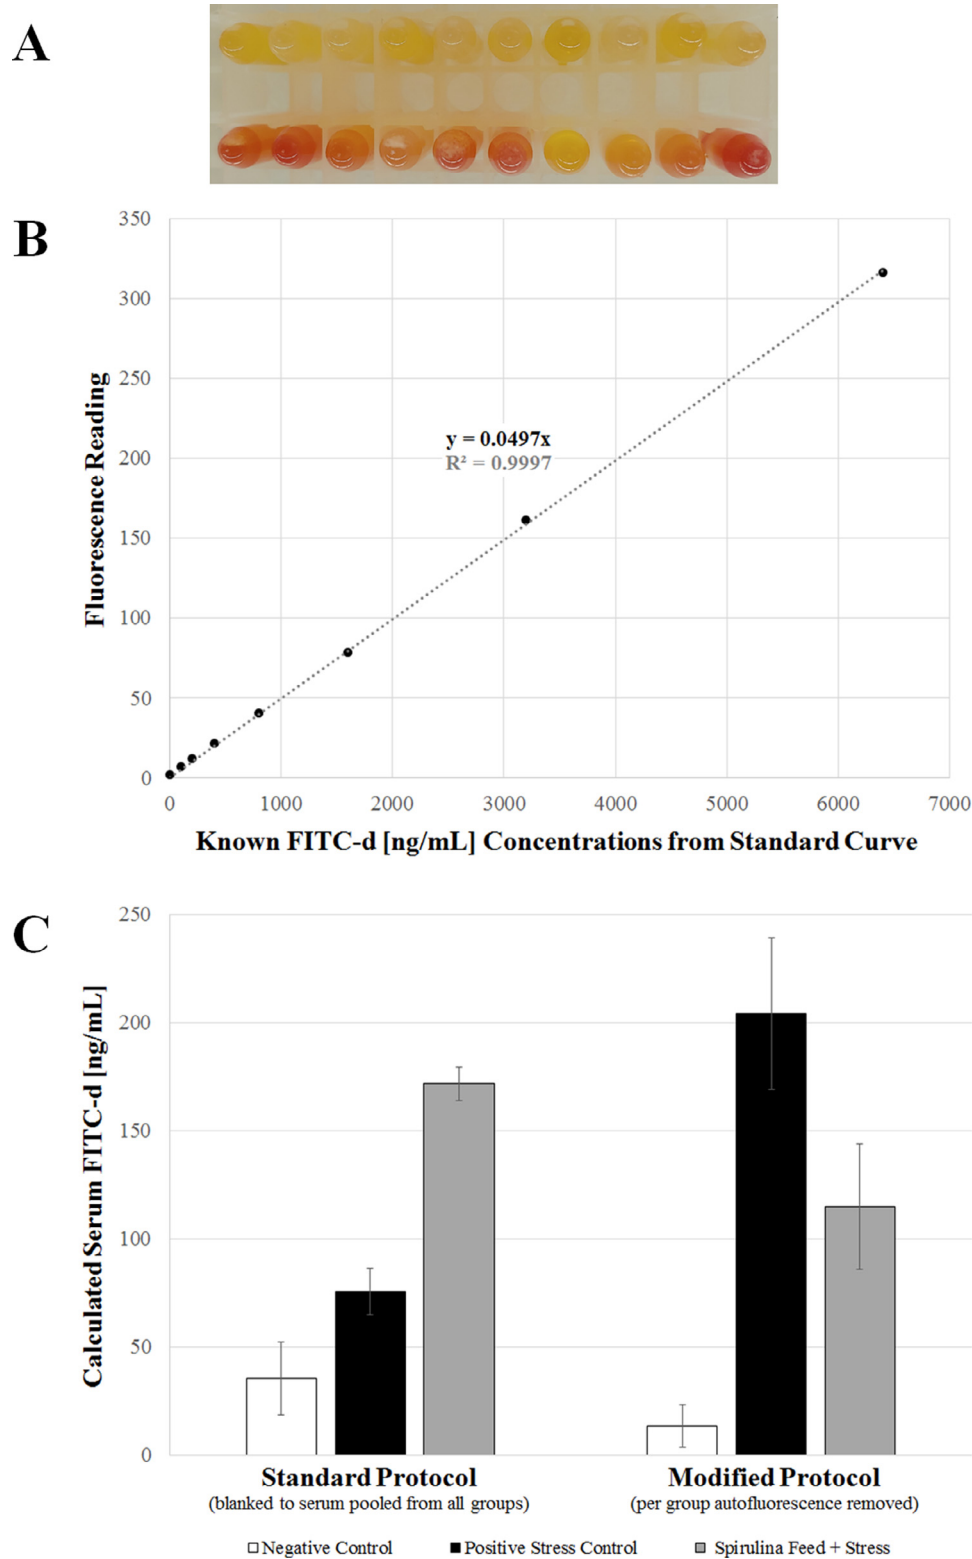 A
B
350
300
250
200
150
100
50
0
Fluorescence Reading
y = 0.0497x
R² = 0.9997
0 1000 2000 3000 4000 5000 6000 7000
Known FITC-d [ng/mL] Concentrations from Standard Curve
C
250
200
150
100
50
0
Calculated Serum FITC-d [ng/mL]
Standard Protocol Modified Protocol
(blanked to serum pooled from all groups) (per group autofluorescence removed)
Negative Control Positive Stress Control Spirulina Feed + Stress